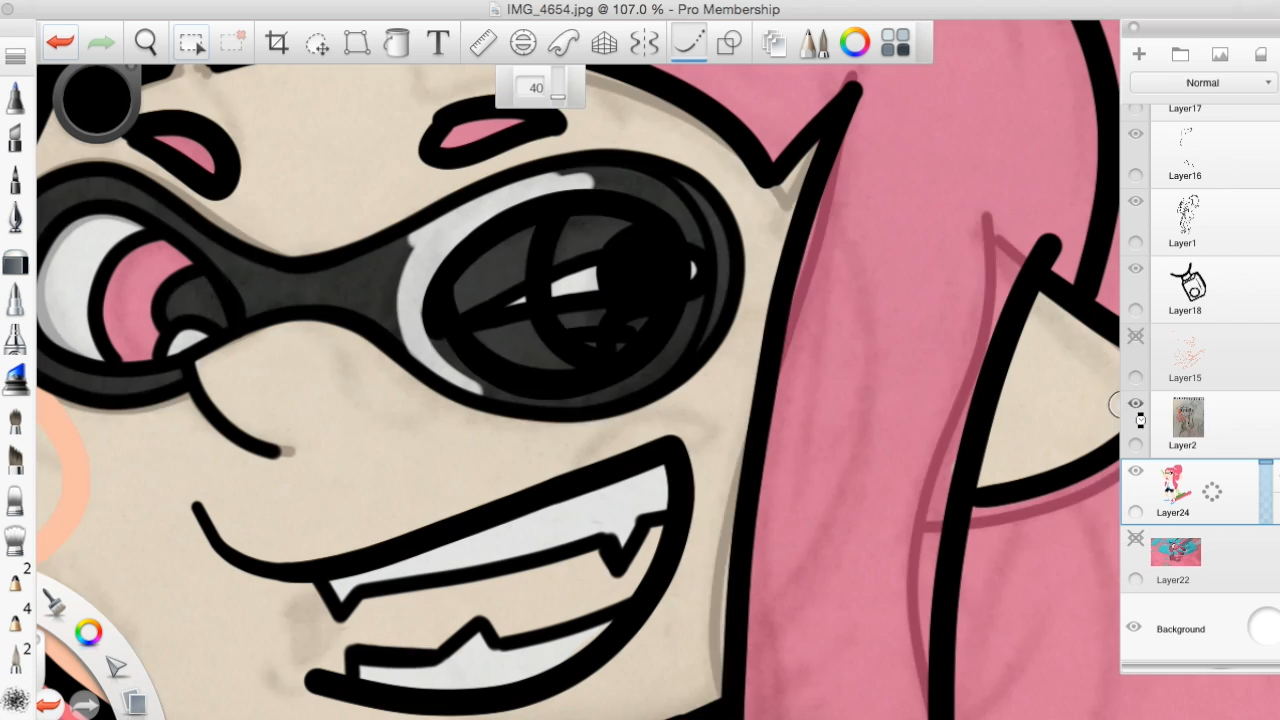 IMG_4654.jpg @ 107.0 % - Pro Membership
T
40
Normal
Layer17
Layer16
Layer1
Layer18
Layer15
Layer2
Layer24
Layer22
Background
2
4
2